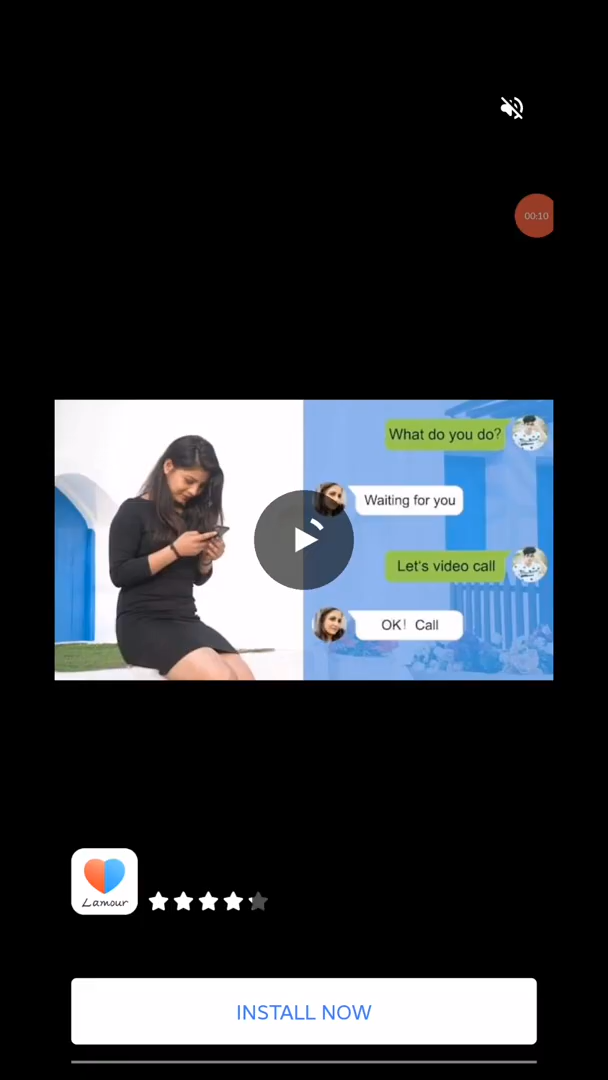 00:10
What do you do?
Waiting for you
Let's video call
OK! Call
Lamour
INSTALL NOW